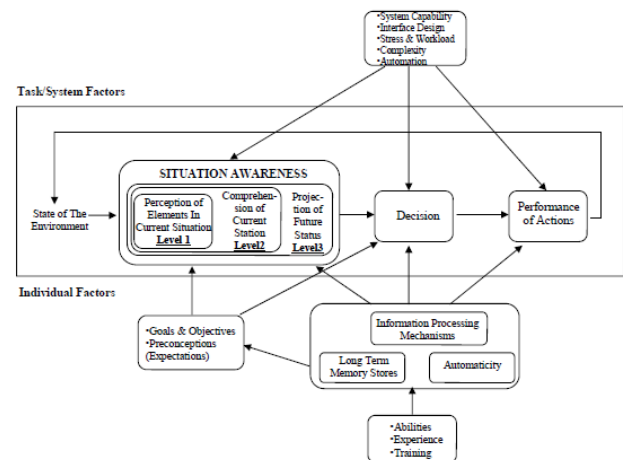 •System Capability
•Interface Design
•Stress & Workload
•Complexity
•Automation
Task/System Factors
SITUATION AWARENESS
State of The
Environment
Perception of
Elements In
Current Situation
Level 1
Comprehen-
sion of
Current
Station
Level2
Projec-
tion of
Future
Status
Level3
Decision
Performance
of Actions
Individual Factors
•Goals & Objectives
•Preconceptions
(Expectations)
Information Processing
Mechanisms
Long Term
Memory Stores
Automaticity
•Abilities
•Experience
•Training